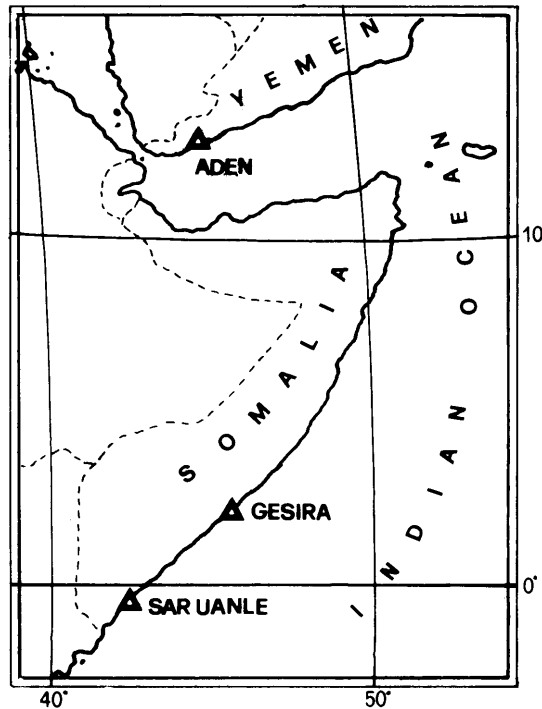 YEMEN
ADEN
INDIAN OCEAN
10
SOMALIA
GESIRA
0°
SAR UANLE
40°
50°